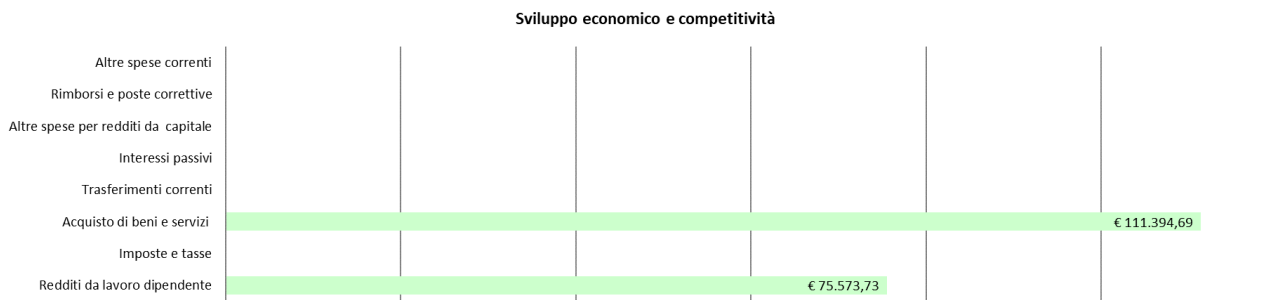 Sviluppo economico e competitività
Altre spese correnti
Rimborsi e poste correttive
Altre spese per redditi da capitale
Interessi passivi
Trasferimenti correnti
Acquisto di beni e servizi
€ 111.394,69
Imposte e tasse
Redditi da lavoro dipendente
€ 75.573,73